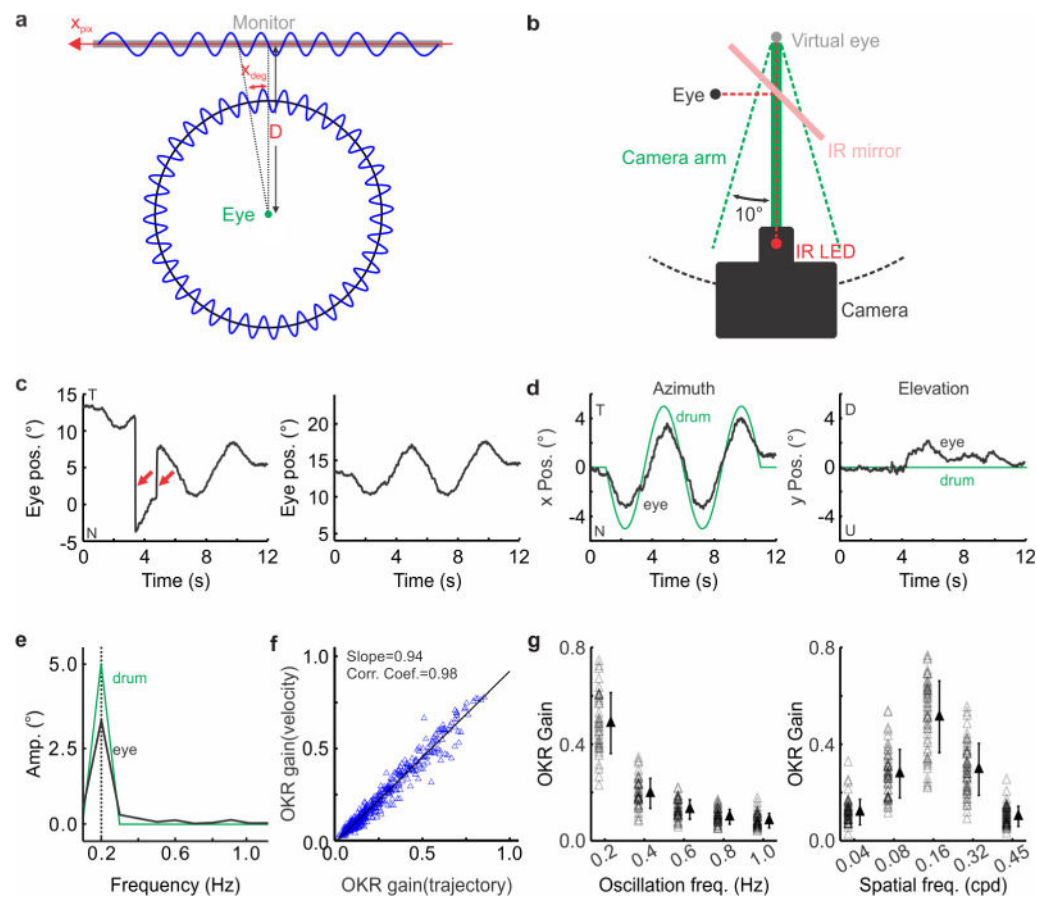 a
x_pix
Monitor
x_deg
D
Eye
b
Virtual eye
Eye
IR mirror
Camera arm
10°
IR LED
Camera
c
15
T
10
5
0
-5
N
Eye pos. (°)
0 4 8 12
Time (s)
20
15
10
5
Eye pos. (°)
0 4 8 12
Time (s)
d
Azimuth
T
4
0
-4
N
x Pos. (°)
drum
eye
0 4 8 12
Time (s)
Elevation
D
4
0
-4
U
y Pos. (°)
eye
drum
0 4 8 12
Time (s)
e
5.0
2.5
0.0
Amp. (°)
drum
eye
0.2 0.6 1.0
Frequency (Hz)
f
1.0
0.5
0.0
OKR gain(velocity)
Slope=0.94
Corr. Coef.=0.98
0.0 0.5 1.0
OKR gain(trajectory)
g
0.8
0.4
0.0
OKR Gain
0.2 0.4 0.6 0.8 1.0
Oscillation freq. (Hz)
0.8
0.4
0.0
OKR Gain
0.04 0.08 0.16 0.32 0.45
Spatial freq. (cpd)